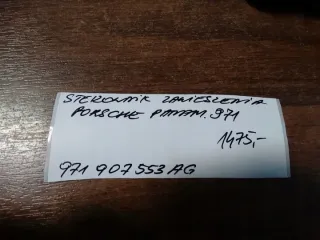 STEROWNIK ZAWIESZENIA
PORSCHE PANAM. 971
1475,-
971 907 553 AG